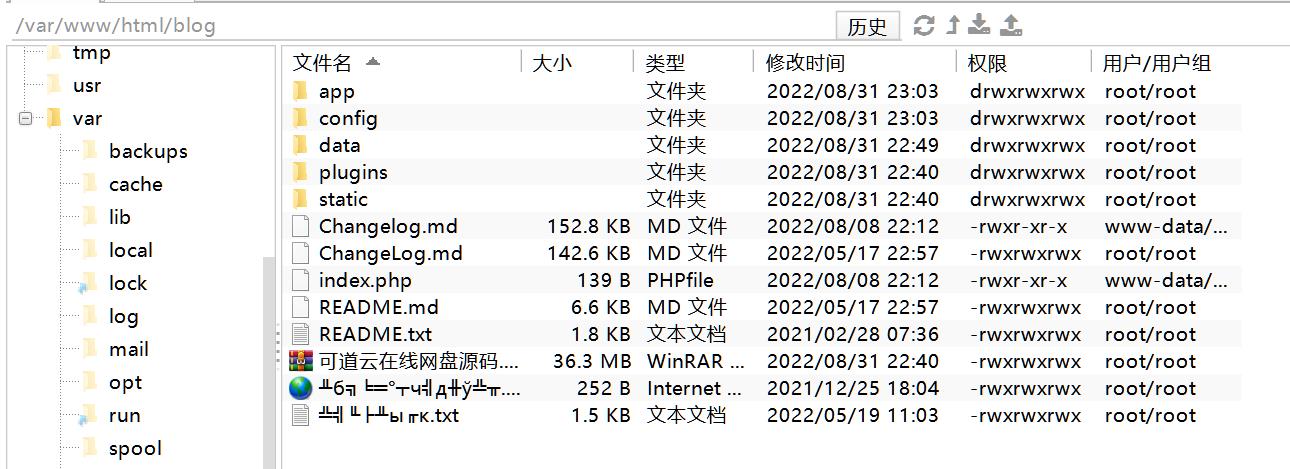 /var/www/html/blog 历史
tmp
usr
var
backups
cache
lib
local
lock
log
mail
opt
run
spool
文件名 大小 类型 修改时间 权限 用户/用户组
app 文件夹 2022/08/31 23:03 drwxrwxrwx root/root
config 文件夹 2022/08/31 23:03 drwxrwxrwx root/root
data 文件夹 2022/08/31 22:49 drwxrwxrwx root/root
plugins 文件夹 2022/08/31 22:40 drwxrwxrwx root/root
static 文件夹 2022/08/31 22:40 drwxrwxrwx root/root
Changelog.md 152.8 KB MD 文件 2022/08/08 22:12 -rwxr-xr-x www-data/...
ChangeLog.md 142.6 KB MD 文件 2022/05/17 22:57 -rwxrwxrwx root/root
index.php 139 B PHPfile 2022/08/08 22:12 -rwxr-xr-x www-data/...
README.md 6.6 KB MD 文件 2022/05/17 22:57 -rwxrwxrwx root/root
README.txt 1.8 KB 文本文档 2021/02/28 07:36 -rwxrwxrwx root/root
可道云在线网盘源码.... 36.3 MB WinRAR ... 2022/08/31 22:40 -rwxrwxrwx root/root
252 B Internet ... 2021/12/25 18:04 -rwxrwxrwx root/root
.txt 1.5 KB 文本文档 2022/05/19 11:03 -rwxrwxrwx root/root